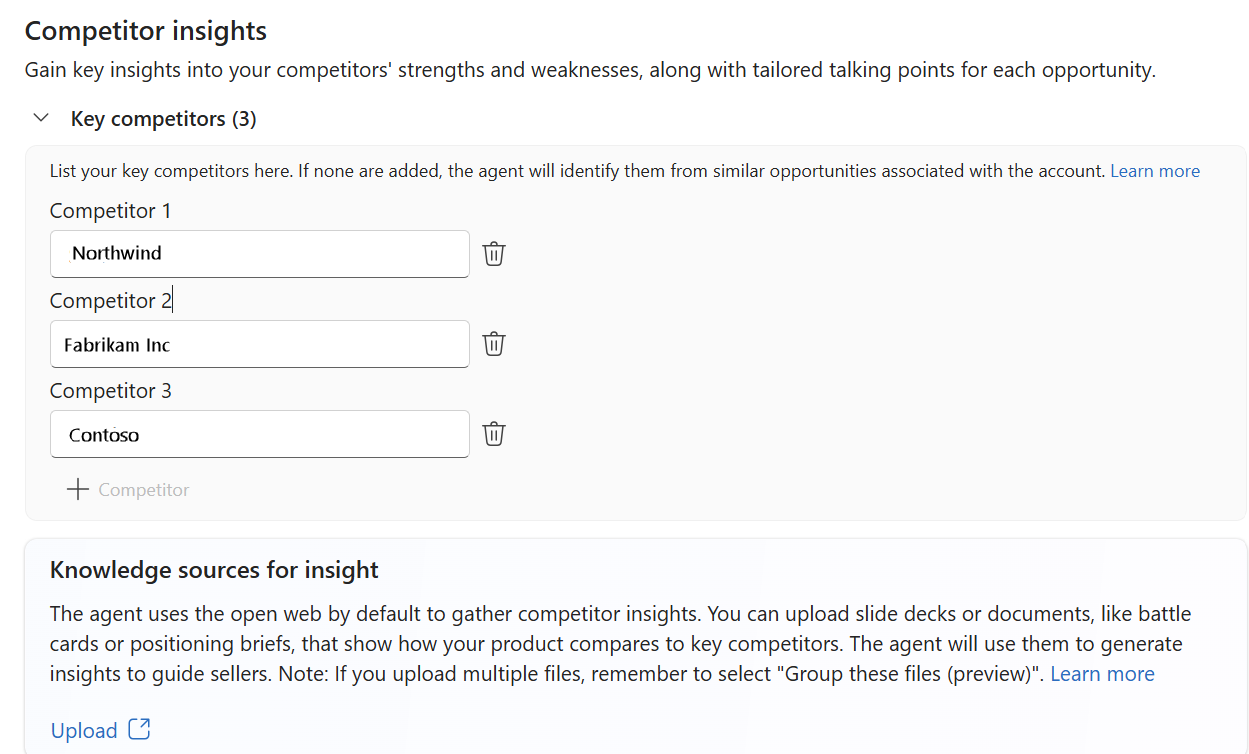 Competitor insights
Gain key insights into your competitors' strengths and weaknesses, along with tailored talking points for each opportunity.
Key competitors (3)
List your key competitors here. If none are added, the agent will identify them from similar opportunities associated with the account. Learn more
Competitor 1
Northwind
Competitor 2
Fabrikam Inc
Competitor 3
Contoso
Competitor
Knowledge sources for insight
The agent uses the open web by default to gather competitor insights. You can upload slide decks or documents, like battle
cards or positioning briefs, that show how your product compares to key competitors. The agent will use them to generate
insights to guide sellers. Note: If you upload multiple files, remember to select "Group these files (preview)". Learn more
Upload